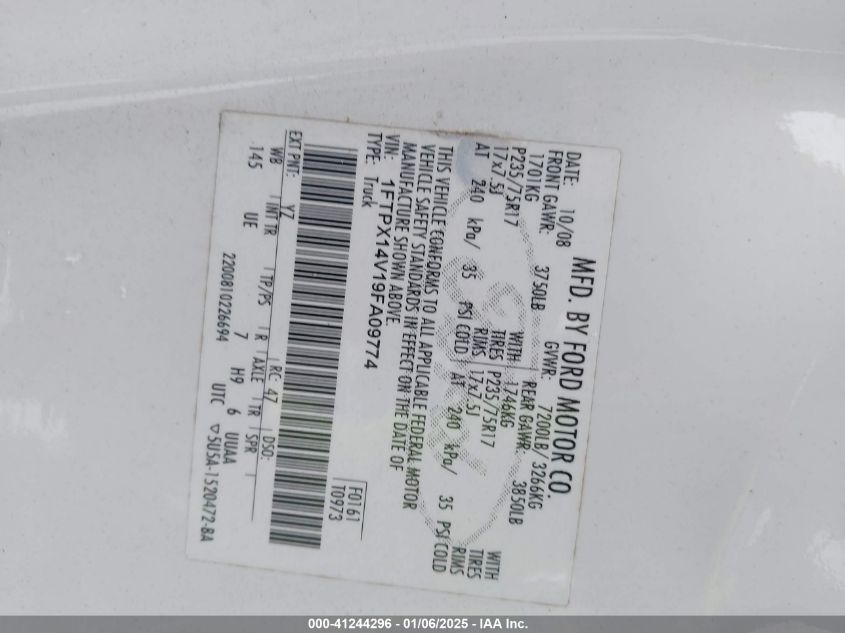 MFD. BY FORD MOTOR CO.
DATE: 10/08 GVWR: 7200LB/ 3266KG
FRONT GAWR: 3750LB REAR GAWR: 3850LB
1701KG WITH 1746KG WITH
P235/75R17 TIRES P235/75R17 TIRES
17x7.5J RIMS 17x7.5J RIMS
AT 240 kPa/ 35 PSI COLD AT 240 kPa/ 35 PSI COLD
THIS VEHICLE CONFORMS TO ALL APPLICABLE FEDERAL MOTOR
VEHICLE SAFETY STANDARDS IN EFFECT ON THE DATE OF
MANUFACTURE SHOWN ABOVE.
VIN: 1FTPX14V19FA09774
TYPE: Truck
F0161
T0973
EXT PNT: YZ RC: 47 DSO:
WB INT TR TP/PS R AXLE TR SPR
145 UE 7 H9 6 UUAA
2200810226694 UTC ▽5U5A-1520472-BA
000-41244296 - 01/06/2025 - IAA Inc.